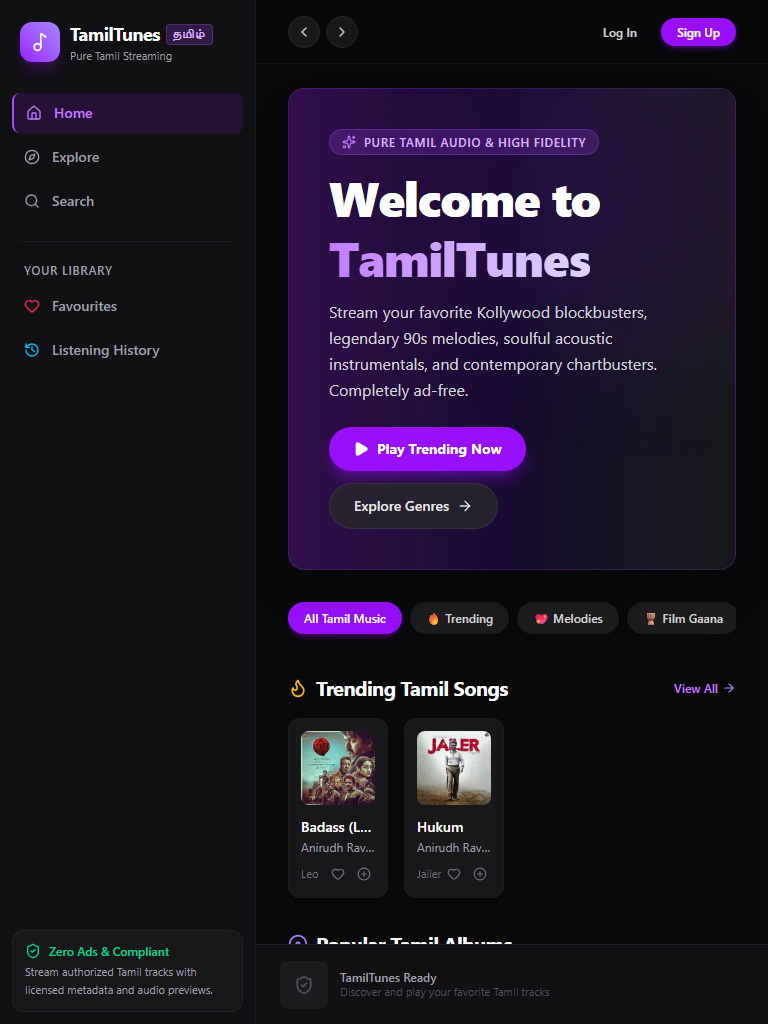 TamilTunes தமிழ்
Pure Tamil Streaming
Home
Explore
Search
YOUR LIBRARY
Favourites
Listening History
Zero Ads & Compliant
Stream authorized Tamil tracks with
licensed metadata and audio previews.
Log In
Sign Up
PURE TAMIL AUDIO & HIGH FIDELITY
Welcome to
TamilTunes
Stream your favorite Kollywood blockbusters,
legendary 90s melodies, soulful acoustic
instrumentals, and contemporary chartbusters.
Completely ad-free.
Play Trending Now
Explore Genres
All Tamil Music
Trending
Melodies
Film Gaana
Trending Tamil Songs
View All
JAILER
Badass (L...
Anirudh Rav...
Leo
Hukum
Anirudh Rav...
Jailer
Popular Tamil Albums
TamilTunes Ready
Discover and play your favorite Tamil tracks